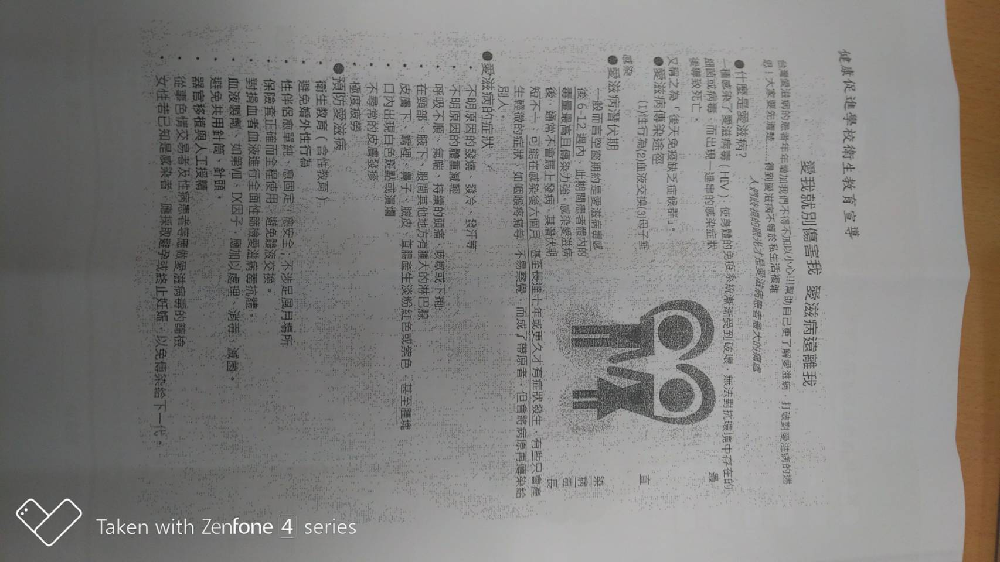 健康促進學校衛生教育宣導
愛我就別傷害我 愛滋病遠離我
台灣愛滋病的患者年年增加我們不得不加以小心!!!幫助自己更了解愛滋病，打破對愛滋病的迷
思！大家要先清楚……得到愛滋病不等於私生活複雜
人們歧視的眼光才是愛滋病患者最大的痛處
●什麼是愛滋病?
一種感染了愛滋病毒（HIV），使身體的免疫系統漸漸受到破壞，無法對抗環境中存在的
細菌或病毒，而出現一連串的感染症狀 最
後導致死亡。
又稱之為「後天免疫缺乏症候群」。
●愛滋病傳染途徑
(1)性行為(2)血液交換(3)母子垂 直
感染
●愛滋病潛伏期
一般而言空窗期約是愛滋病毒感 染
後 6-12 週內，此期間患者體內的 病
毒量最高且傳染力強。感染愛滋病 毒
後，通常不會馬上發病，其潛伏期 長
短不一，可能在感染後六個月，甚至長達十年或更久才有症狀發生，有些只會產
生輕微的症狀，如咽喉疼痛等，不易察覺，而成了帶原者，但會將病原再傳染給
別人。
●愛滋病的症狀
• 不明原因的發燒、發冷、發汗等
• 不明原因的體重減輕
• 呼吸不順、氣喘、持續的頭痛、咳嗽或下痢
• 在頸部、腋下、股間其他地方有腫大的淋巴腺
• 皮膚下、嘴裡、鼻子、臉皮、直腸產生淡粉紅色或紫色，甚至腫塊
• 口內出現白色斑點或潰爛
• 不尋常的皮膚發疹
• 極度疲勞
●預防愛滋病
• 衛生教育（含性教育）
• 避免婚外性行為
• 性伴侶愈單純、愈固定，愈安全；不涉足風月場所
• 保險套正確而全程使用，避免體液交換。
• 對捐血者血液進行全面性篩檢愛滋病毒抗體。
• 血液製劑、如第Ⅷ、Ⅸ因子，應加以處理、消毒、滅菌。
• 避免共用針筒、針頭。
• 器官移植與人工授精
• 從事色情交易者及性病患者等應做愛滋病毒的篩檢
• 女性若已知是感染者，應採取避孕或終止妊娠，以免傳染給下一代。
Taken with Zenfone 4 series